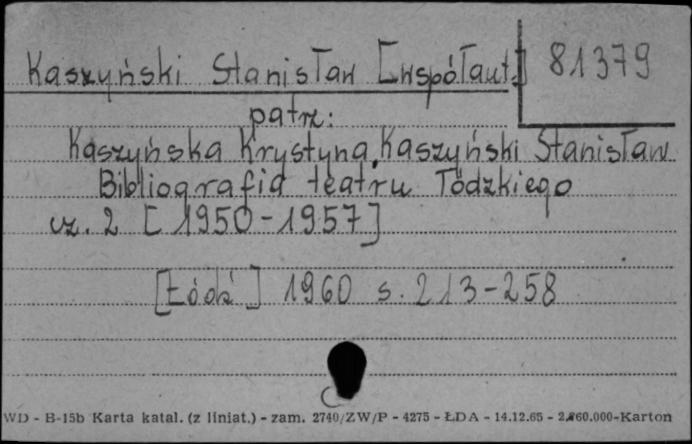 Kaszyński Stanisław [współaut.] 81379
patrz:
Kaszyńska Krystyna, Kaszyński Stanisław
Bibliografia teatru łódzkiego
cz. 2 [1950-1957]
[Łódź] 1960 s. 213-258
WD - B-15b Karta katal. (z liniat.) - zam. 2740/ZW/P - 4275 - ŁDA - 14.12.65 - 2.860.000-Karton